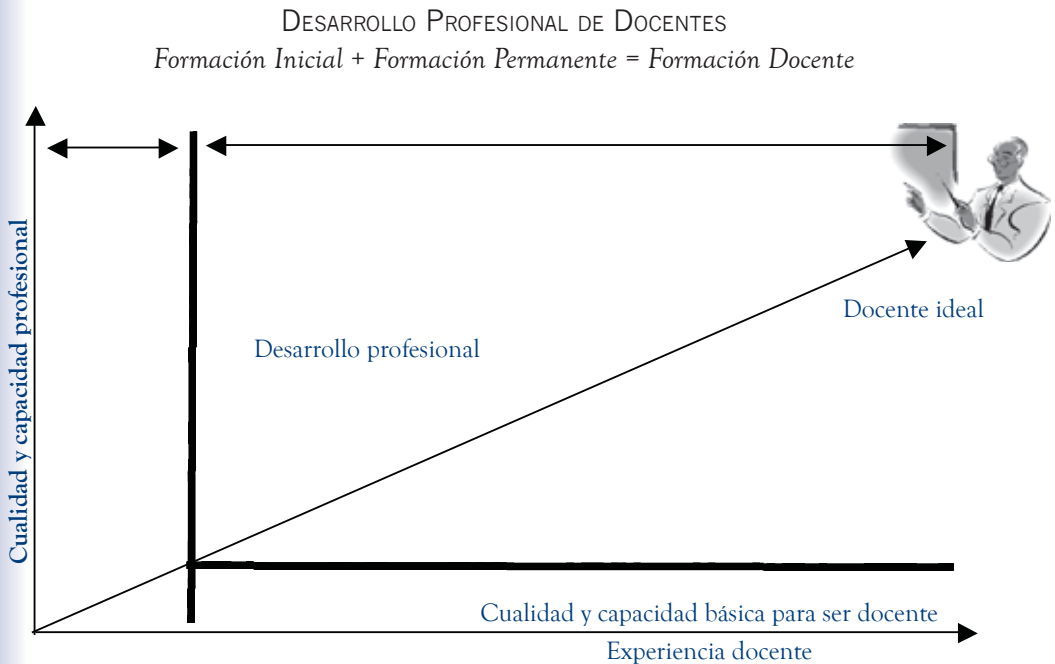 DESARROLLO PROFESIONAL DE DOCENTES
Formación Inicial + Formación Permanente = Formación Docente
Cualidad y capacidad profesional
Docente ideal
Desarrollo profesional
Cualidad y capacidad básica para ser docente
Experiencia docente